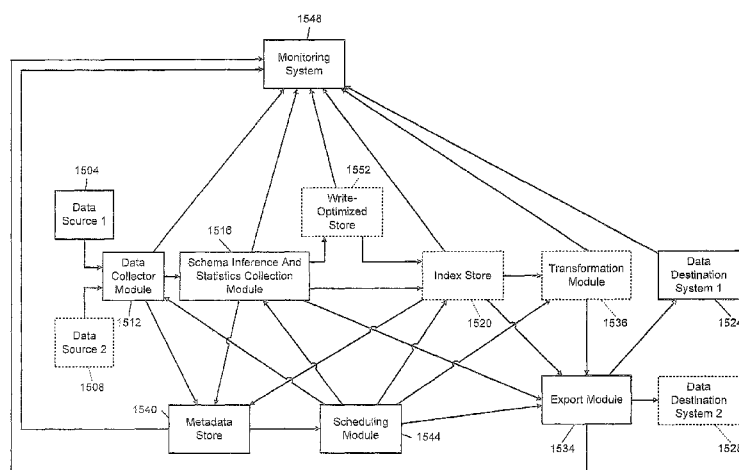 1548
Monitoring
System
1504
Data
Source 1
1552
Write-
Optimized
Store
1516
Data
Collector
Module
1512
Schema Inference And
Statistics Collection
Module
Index Store
1520
Transformation
Module
1536
Data
Destination
System 1
1524
Data
Source 2
1508
1540
Metadata
Store
Scheduling
Module
1544
Export Module
1534
Data
Destination
System 2
1528